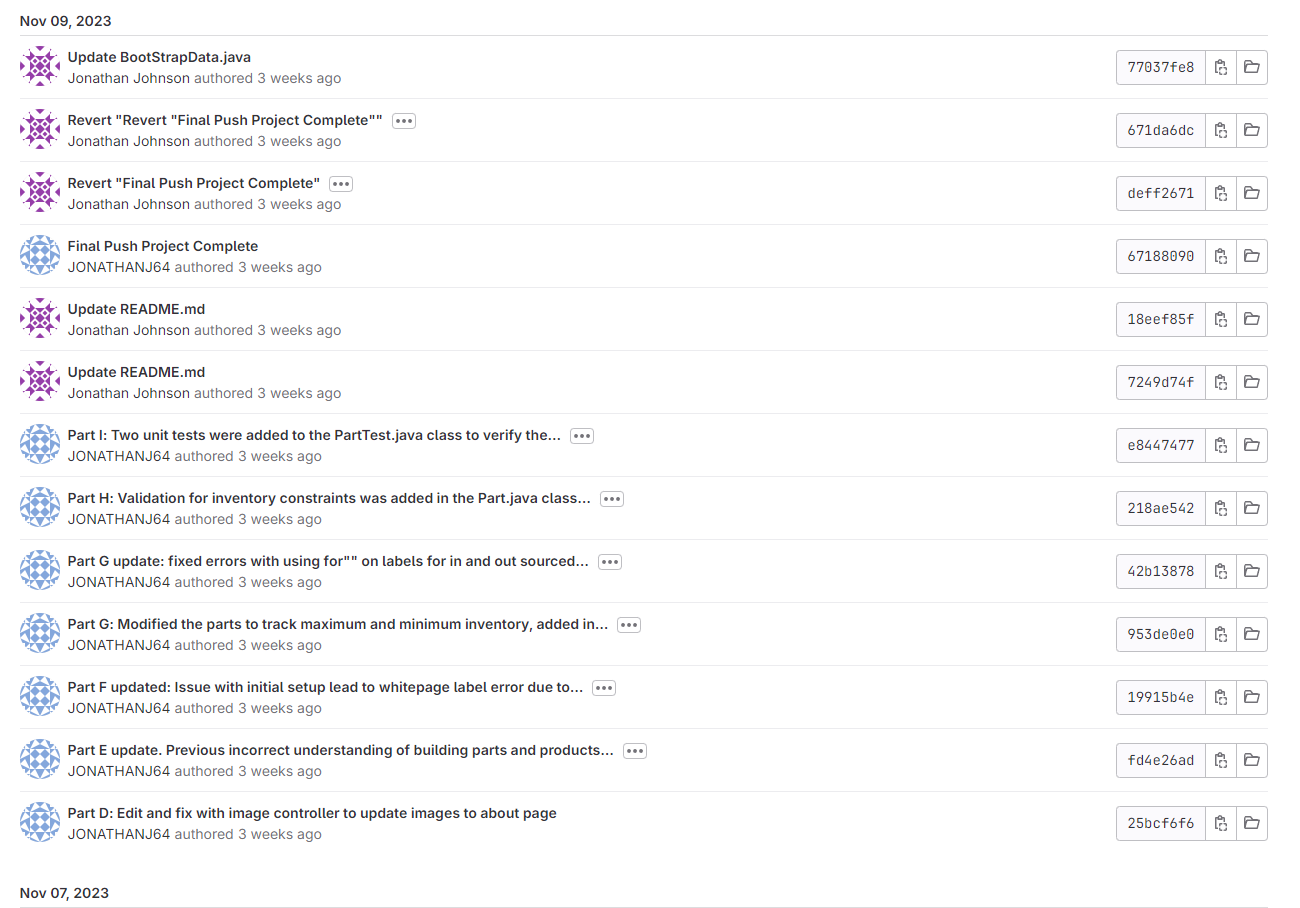 Nov 09, 2023
Update BootStrapData.java
Jonathan Johnson authored 3 weeks ago
77037fe8
Revert "Revert "Final Push Project Complete""
Jonathan Johnson authored 3 weeks ago
671da6dc
Revert "Final Push Project Complete"
Jonathan Johnson authored 3 weeks ago
deff2671
Final Push Project Complete
JONATHANJ64 authored 3 weeks ago
67188090
Update README.md
Jonathan Johnson authored 3 weeks ago
18eef85f
Update README.md
Jonathan Johnson authored 3 weeks ago
7249d74f
Part I: Two unit tests were added to the PartTest.java class to verify the...
JONATHANJ64 authored 3 weeks ago
e8447477
Part H: Validation for inventory constraints was added in the Part.java class...
JONATHANJ64 authored 3 weeks ago
218ae542
Part G update: fixed errors with using for"" on labels for in and out sourced...
JONATHANJ64 authored 3 weeks ago
42b13878
Part G: Modified the parts to track maximum and minimum inventory, added in...
JONATHANJ64 authored 3 weeks ago
953de0e0
Part F updated: Issue with initial setup lead to whitepage label error due to...
JONATHANJ64 authored 3 weeks ago
19915b4e
Part E update. Previous incorrect understanding of building parts and products...
JONATHANJ64 authored 3 weeks ago
fd4e26ad
Part D: Edit and fix with image controller to update images to about page
JONATHANJ64 authored 3 weeks ago
25bcf6f6
Nov 07, 2023